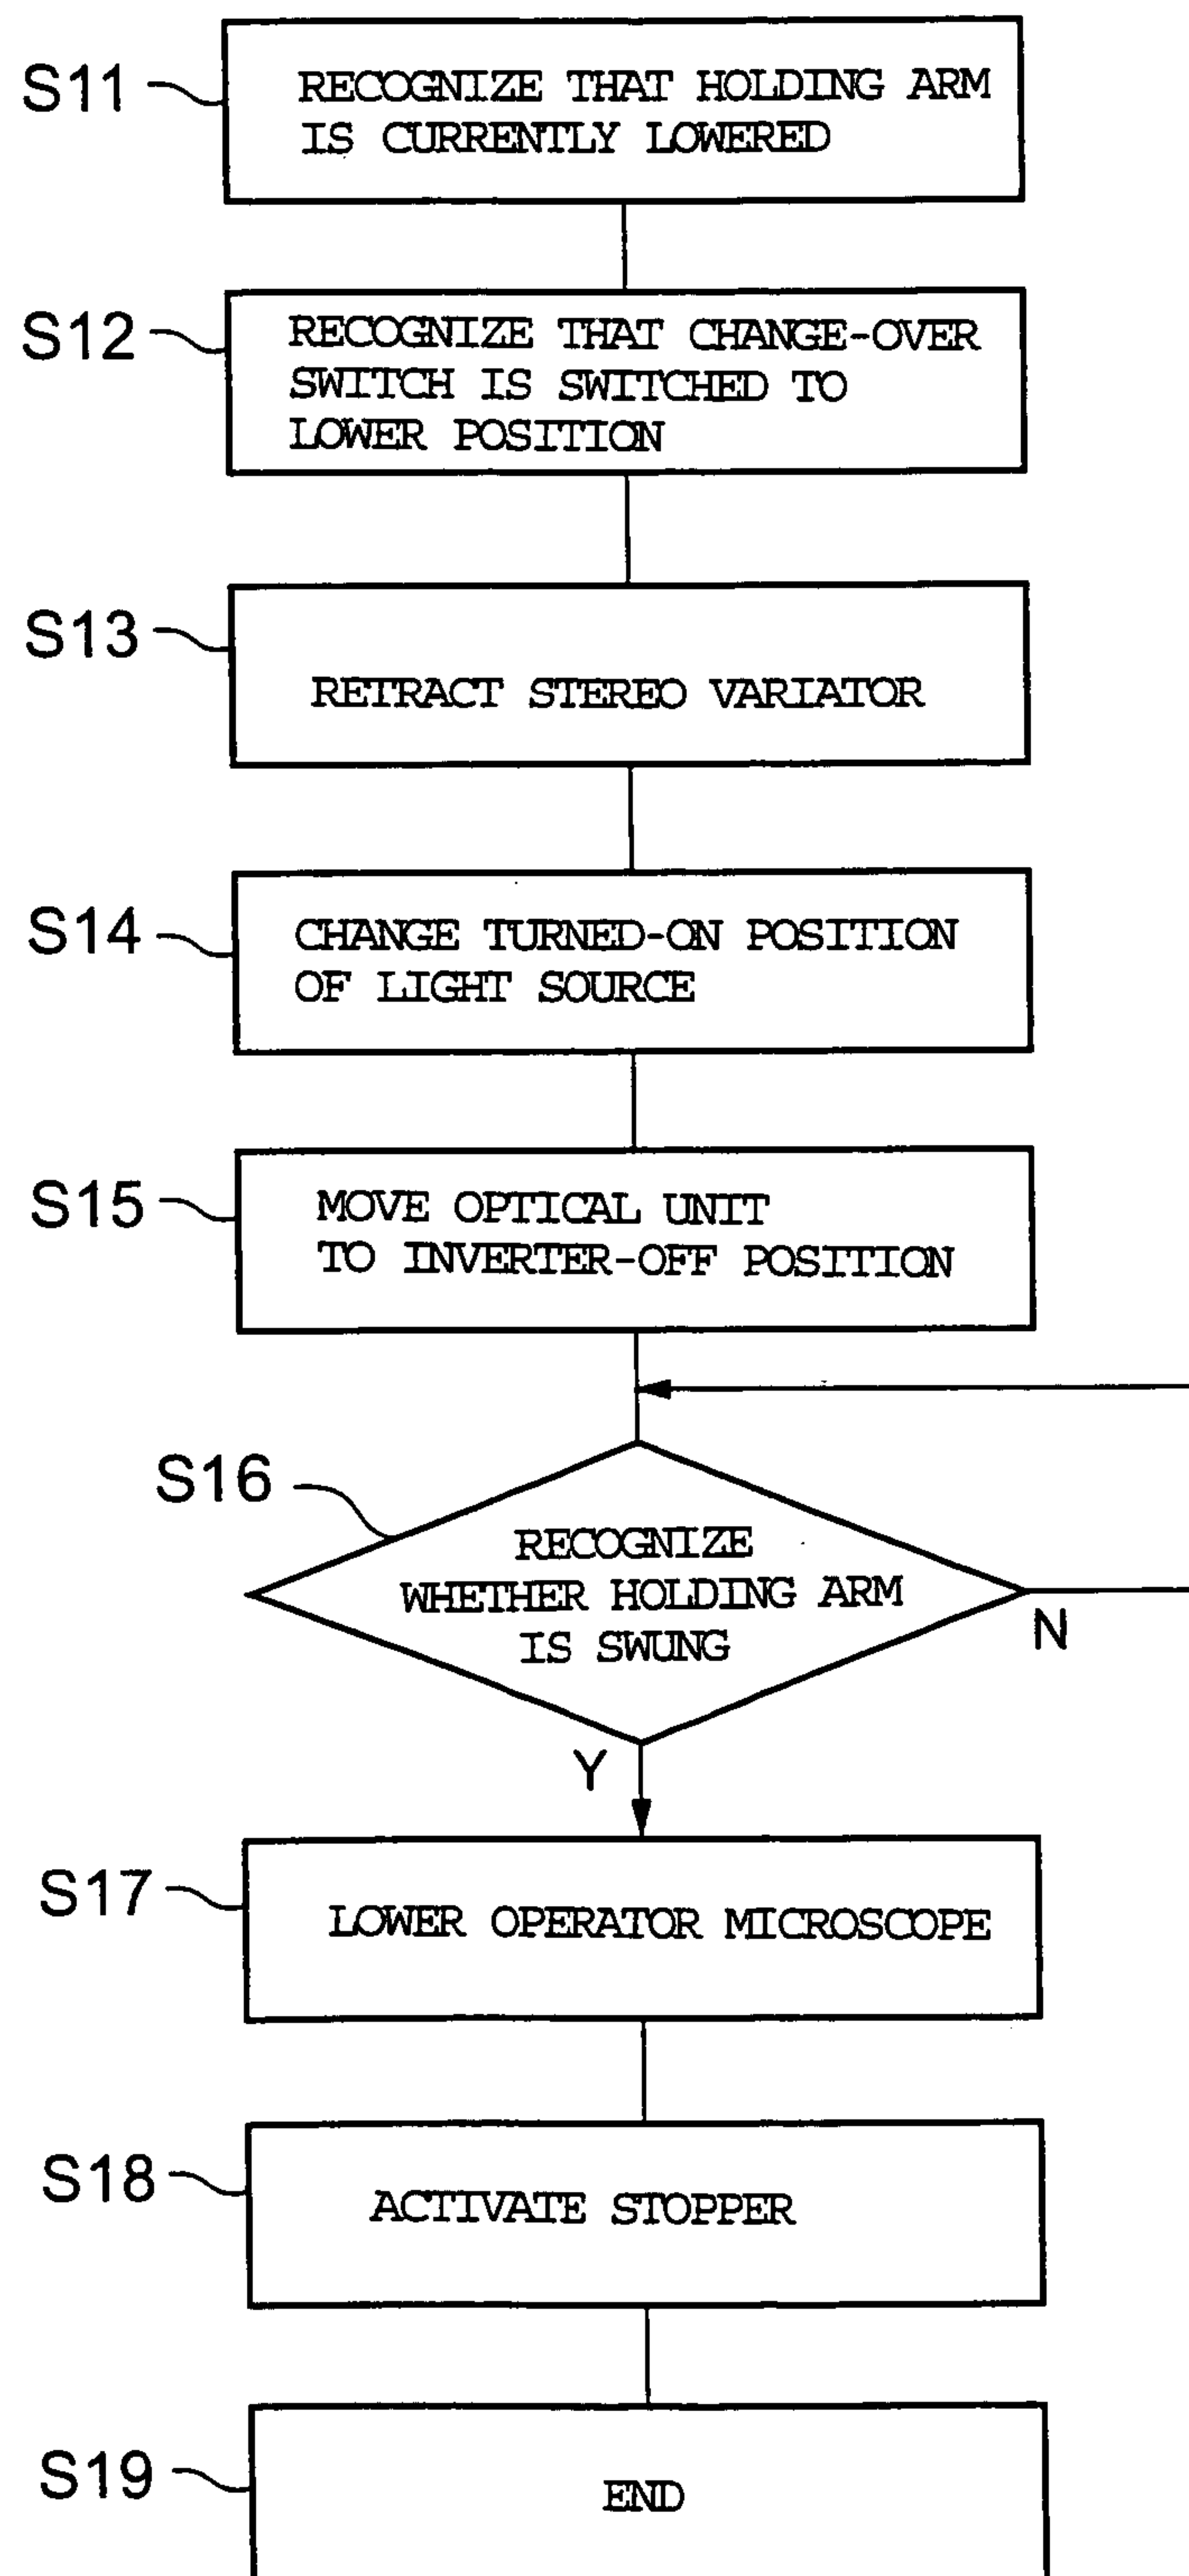 S11
RECOGNIZE THAT HOLDING ARM
IS CURRENTLY LOWERED
S12
RECOGNIZE THAT CHANGE-OVER
SWITCH IS SWITCHED TO
LOWER POSITION
S13
RETRACT STEREO VARIATOR
S14
CHANGE TURNED-ON POSITION
OF LIGHT SOURCE
S15
MOVE OPTICAL UNIT
TO INVERTER-OFF POSITION
S16
RECOGNIZE
WHETHER HOLDING ARM
IS SWUNG
N
Y
S17
LOWER OPERATOR MICROSCOPE
S18
ACTIVATE STOPPER
S19
END